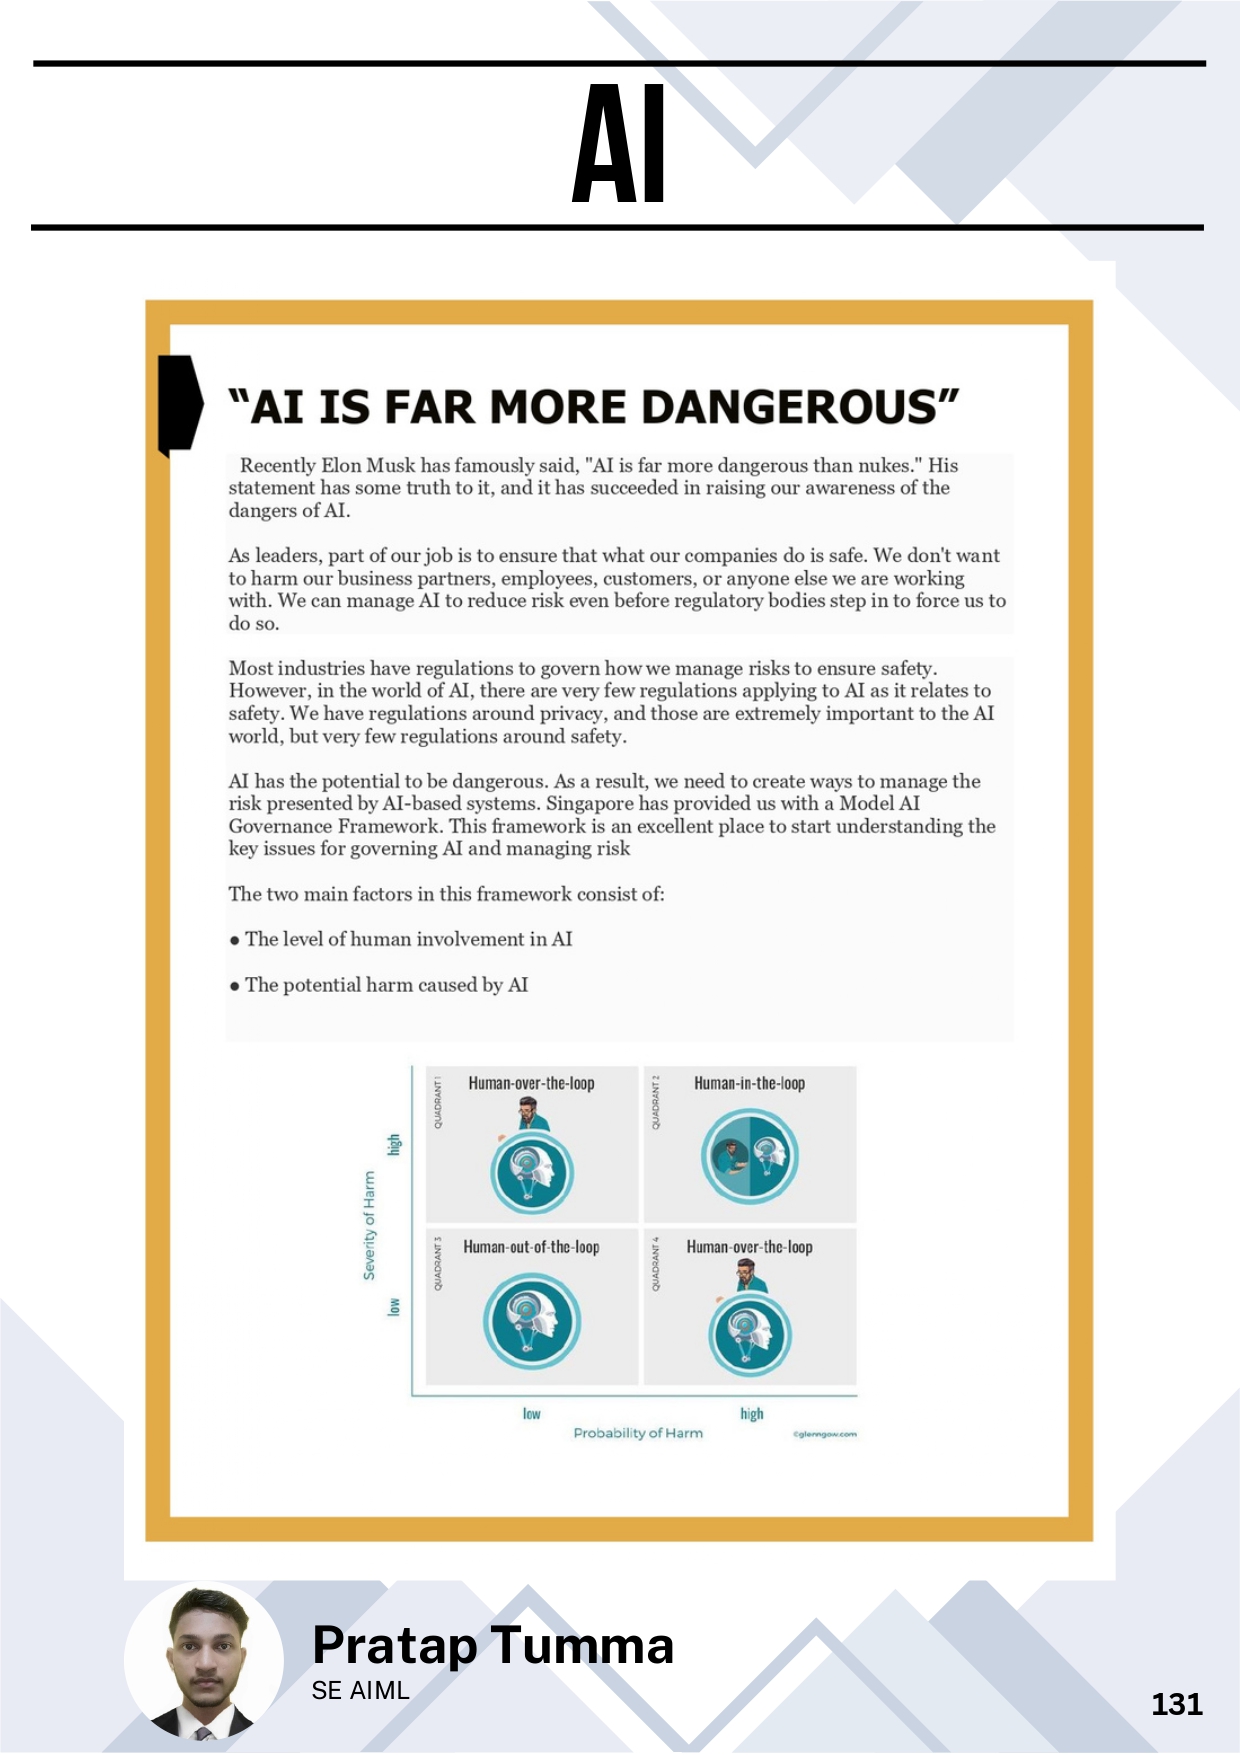 AI
“AI IS FAR MORE DANGEROUS”
Recently Elon Musk has famously said, "AI is far more dangerous than nukes." His
statement has some truth to it, and it has succeeded in raising our awareness of the
dangers of AI.
As leaders, part of our job is to ensure that what our companies do is safe. We don't want
to harm our business partners, employees, customers, or anyone else we are working
with. We can manage AI to reduce risk even before regulatory bodies step in to force us to
do so.
Most industries have regulations to govern how we manage risks to ensure safety.
However, in the world of AI, there are very few regulations applying to AI as it relates to
safety. We have regulations around privacy, and those are extremely important to the AI
world, but very few regulations around safety.
AI has the potential to be dangerous. As a result, we need to create ways to manage the
risk presented by AI-based systems. Singapore has provided us with a Model AI
Governance Framework. This framework is an excellent place to start understanding the
key issues for governing AI and managing risk
The two main factors in this framework consist of:
● The level of human involvement in AI
● The potential harm caused by AI
QUADRANT 1
Human-over-the-loop
QUADRANT 2
Human-in-the-loop
high
Severity of Harm
low
QUADRANT 3
Human-out-of-the-loop
QUADRANT 4
Human-over-the-loop
low
high
Probability of Harm
©glenngow.com
Pratap Tumma
SE AIML
131